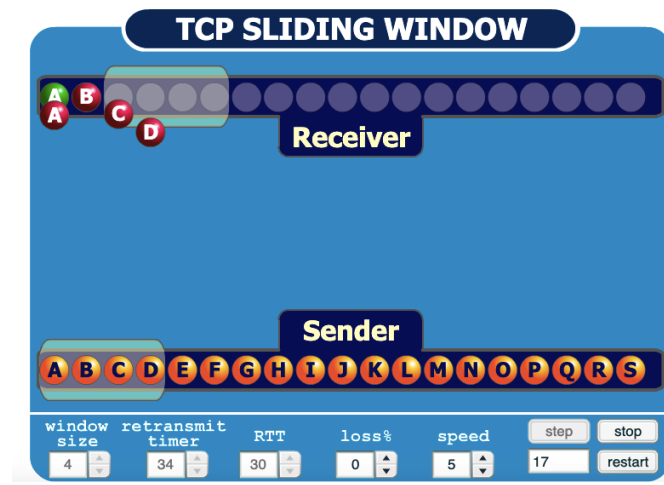 TCP SLIDING WINDOW
A B
A C D
Receiver
Sender
A B C D E F G H I J K L M N O P Q R S
window size retransmit timer RTT loss% speed step stop
4 34 30 0 5 17 restart